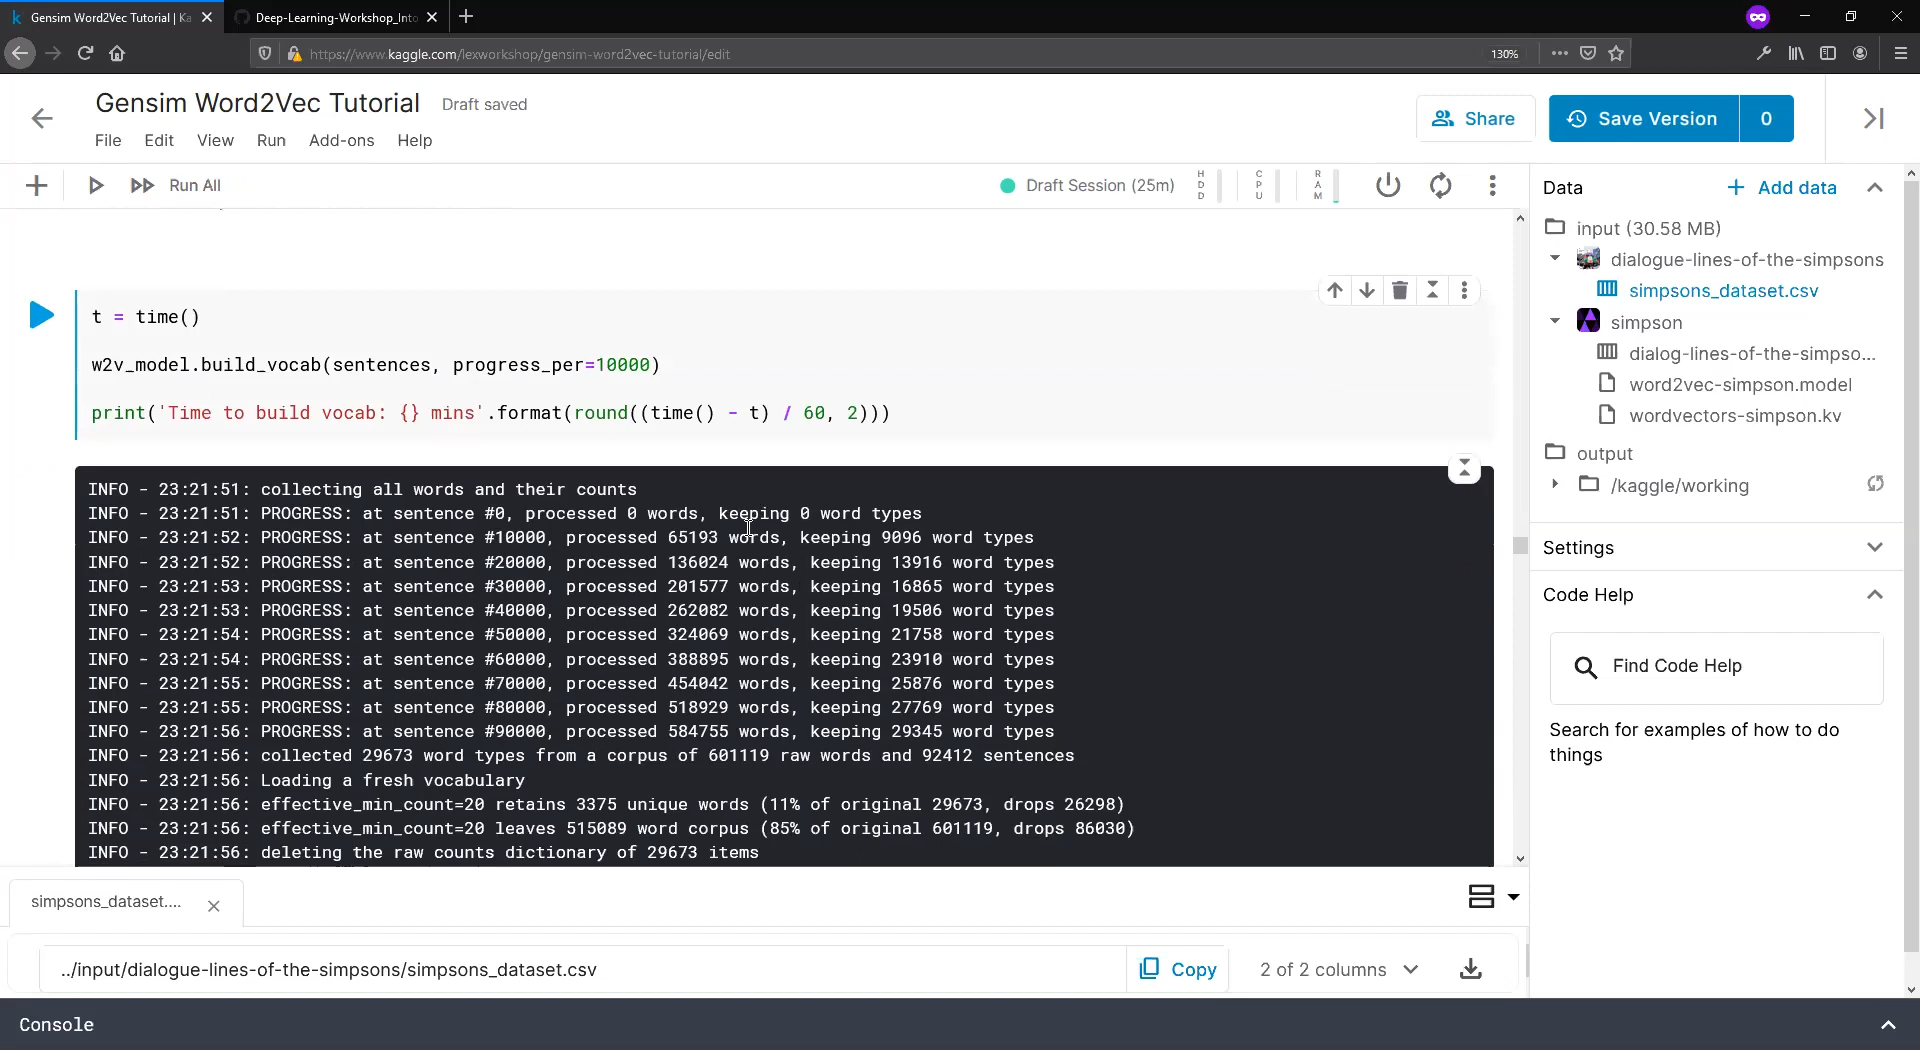 Gensim Word2Vec Tutorial | Ka
Deep-Learning-Workshop_Into
https://www.kaggle.com/lexworkshop/gensim-word2vec-tutorial/edit
130%
Gensim Word2Vec Tutorial
Draft saved
File Edit View Run Add-ons Help
Share
Save Version 0
Run All
Draft Session (25m)
HDD
CPU
RAM
t = time()
w2v_model.build_vocab(sentences, progress_per=10000)
print('Time to build vocab: {} mins'.format(round((time() - t) / 60, 2)))
INFO - 23:21:51: collecting all words and their counts
INFO - 23:21:51: PROGRESS: at sentence #0, processed 0 words, keeping 0 word types
INFO - 23:21:52: PROGRESS: at sentence #10000, processed 65193 words, keeping 9096 word types
INFO - 23:21:52: PROGRESS: at sentence #20000, processed 136024 words, keeping 13916 word types
INFO - 23:21:53: PROGRESS: at sentence #30000, processed 201577 words, keeping 16865 word types
INFO - 23:21:53: PROGRESS: at sentence #40000, processed 262082 words, keeping 19506 word types
INFO - 23:21:54: PROGRESS: at sentence #50000, processed 324069 words, keeping 21758 word types
INFO - 23:21:54: PROGRESS: at sentence #60000, processed 388895 words, keeping 23910 word types
INFO - 23:21:55: PROGRESS: at sentence #70000, processed 454042 words, keeping 25876 word types
INFO - 23:21:55: PROGRESS: at sentence #80000, processed 518929 words, keeping 27769 word types
INFO - 23:21:56: PROGRESS: at sentence #90000, processed 584755 words, keeping 29345 word types
INFO - 23:21:56: collected 29673 word types from a corpus of 601119 raw words and 92412 sentences
INFO - 23:21:56: Loading a fresh vocabulary
INFO - 23:21:56: effective_min_count=20 retains 3375 unique words (11% of original 29673, drops 26298)
INFO - 23:21:56: effective_min_count=20 leaves 515089 word corpus (85% of original 601119, drops 86030)
INFO - 23:21:56: deleting the raw counts dictionary of 29673 items
Data
Add data
input (30.58 MB)
dialogue-lines-of-the-simpsons
simpsons_dataset.csv
simpson
dialog-lines-of-the-simpso...
word2vec-simpson.model
wordvectors-simpson.kv
output
/kaggle/working
Settings
Code Help
Find Code Help
Search for examples of how to do
things
simpsons_dataset....
../input/dialogue-lines-of-the-simpsons/simpsons_dataset.csv
Copy
2 of 2 columns
Console